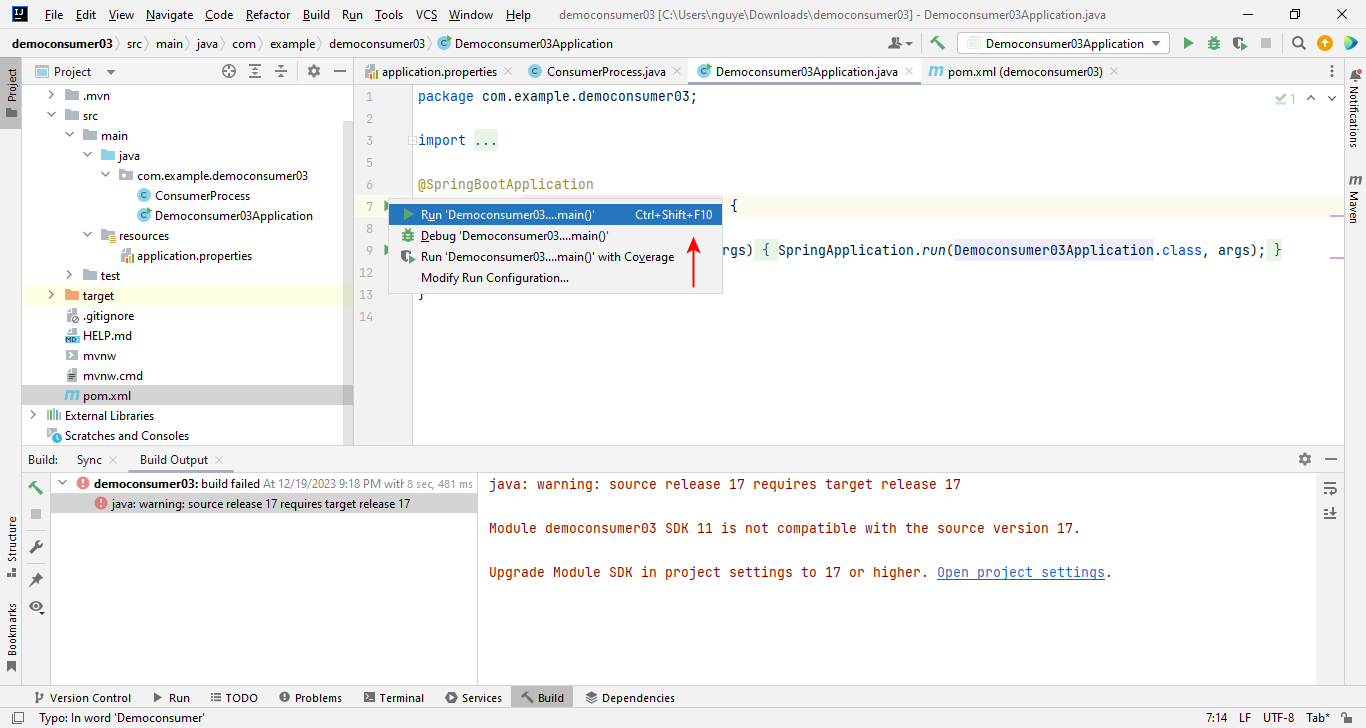 File Edit View Navigate Code Refactor Build Run Tools VCS Window Help democonsumer03 [C:\Users\nguye\Downloads\democonsumer03] - Democonsumer03Application.java
democonsumer03 src main java com example democonsumer03 Democonsumer03Application
Democonsumer03Application
Project
Project
application.properties ConsumerProcess.java Democonsumer03Application.java pom.xml (democonsumer03)
Notifications
Maven
.mvn
src
main
java
com.example.democonsumer03
ConsumerProcess
Democonsumer03Application
resources
application.properties
test
target
.gitignore
HELP.md
mvnw
mvnw.cmd
pom.xml
External Libraries
Scratches and Consoles
1 package com.example.democonsumer03;
1
2
3 import ...
5
6 @SpringBootApplication
7 {
8
9 rgs) { SpringApplication.run(Democonsumer03Application.class, args); }
12
13 }
14
Run 'Democonsumer03....main()' Ctrl+Shift+F10
Debug 'Democonsumer03....main()'
Run 'Democonsumer03....main()' with Coverage
Modify Run Configuration...
Build: Sync Build Output
democonsumer03: build failed At 12/19/2023 9:18 PM with 8 sec, 481 ms
java: warning: source release 17 requires target release 17
java: warning: source release 17 requires target release 17
Module democonsumer03 SDK 11 is not compatible with the source version 17.
Upgrade Module SDK in project settings to 17 or higher. Open project settings.
Structure
Bookmarks
Version Control Run TODO Problems Terminal Services Build Dependencies
Typo: In word 'Democonsumer' 7:14 LF UTF-8 Tab*